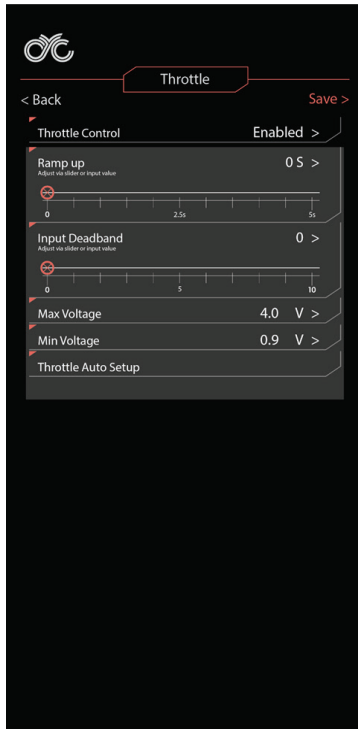 Throttle
< Back
Save >
Throttle Control
Enabled >
Ramp up
0 S >
Adjust via slider or input value
0
2.5s
5s
Input Deadband
0 >
Adjust via slider or input value
0
5
10
Max Voltage
4.0 V >
Min Voltage
0.9 V >
Throttle Auto Setup